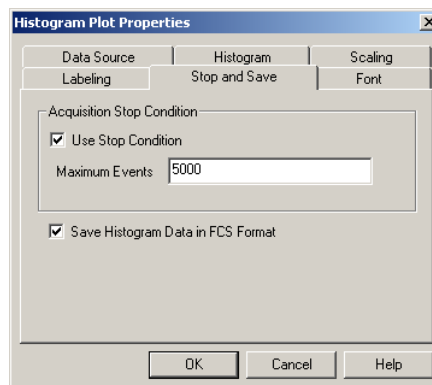 Histogram Plot Properties
Data Source Histogram Scaling
Labeling Stop and Save Font
Acquisition Stop Condition
Use Stop Condition
Maximum Events 5000
Save Histogram Data in FCS Format
OK Cancel Help